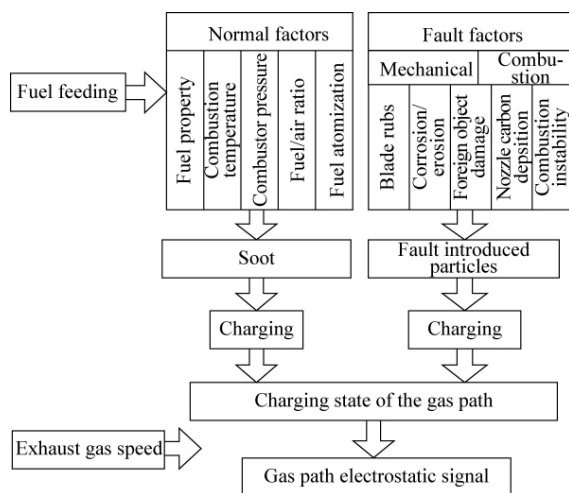 Normal factors
Fault factors
Mechanical
Combu-
stion
Fuel feeding
Fuel property
Combustion
temperature
Combustor pressure
Fuel/air ratio
Fuel atomization
Blade rubs
Corrosion/
erosion
Foreign object
damage
Nozzle carbon
deposition
Combustion
instability
Soot
Fault introduced
particles
Charging
Charging
Charging state of the gas path
Exhaust gas speed
Gas path electrostatic signal